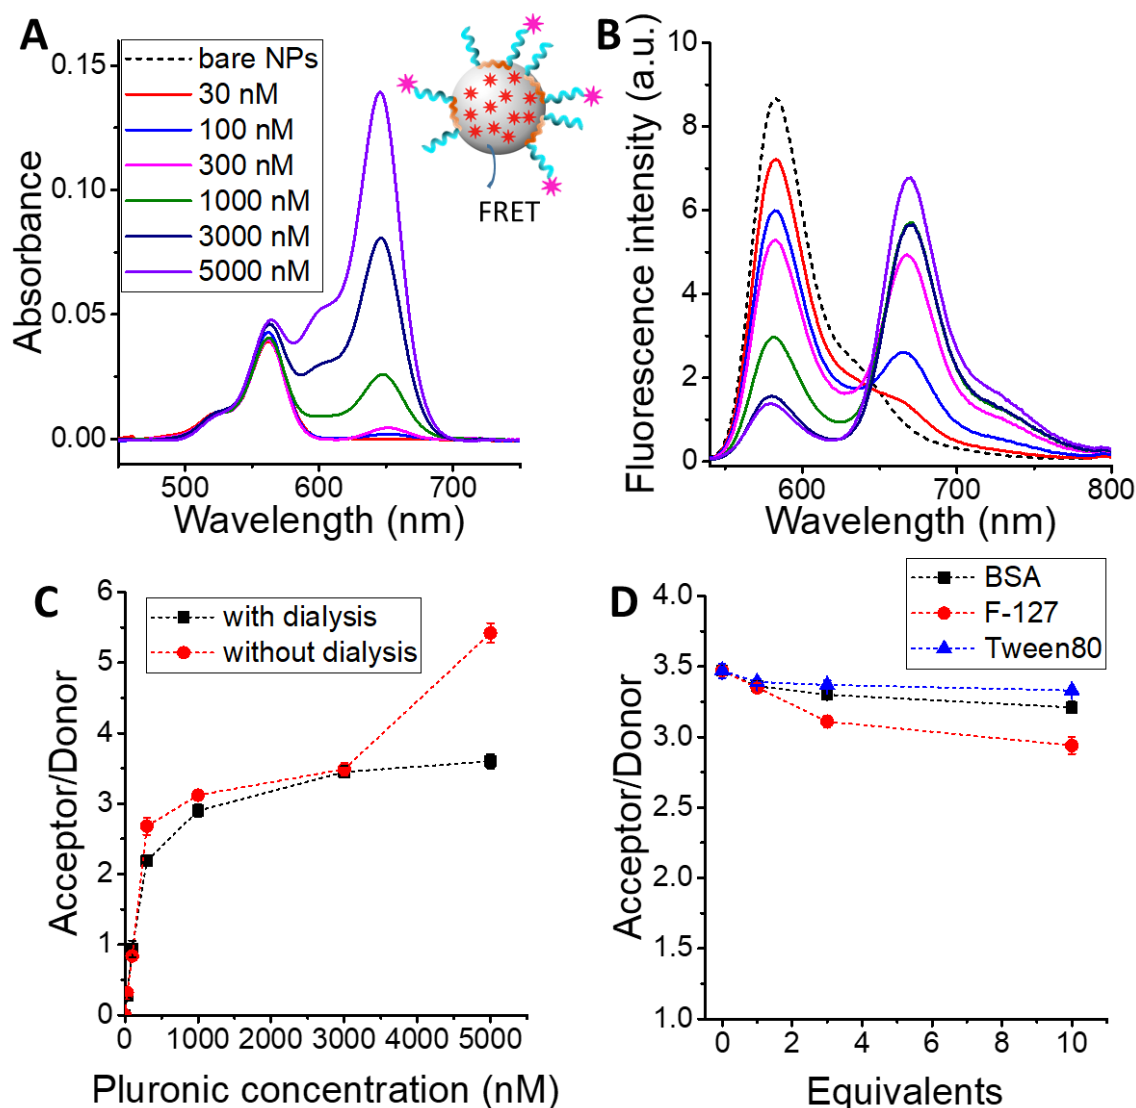 A
0.15
0.10
0.05
0.00
Absorbance
bare NPs
30 nM
100 nM
300 nM
1000 nM
3000 nM
5000 nM
FRET
500
600
700
Wavelength (nm)
B
10
8
6
4
2
0
Fluorescence intensity (a.u.)
600
700
800
Wavelength (nm)
C
6
5
4
3
2
1
0
Acceptor/Donor
with dialysis
without dialysis
0 1000 2000 3000 4000 5000
Pluronic concentration (nM)
D
BSA
F-127
Tween80
4.0
3.5
3.0
2.5
2.0
1.5
1.0
Acceptor/Donor
0 2 4 6 8 10
Equivalents